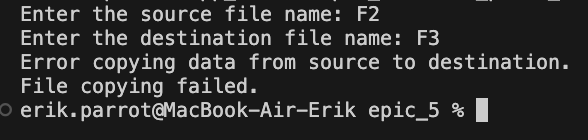 Enter the source file name: F2
Enter the destination file name: F3
Error copying data from source to destination.
File copying failed.
erik.parrot@MacBook-Air-Erik epic_5 %